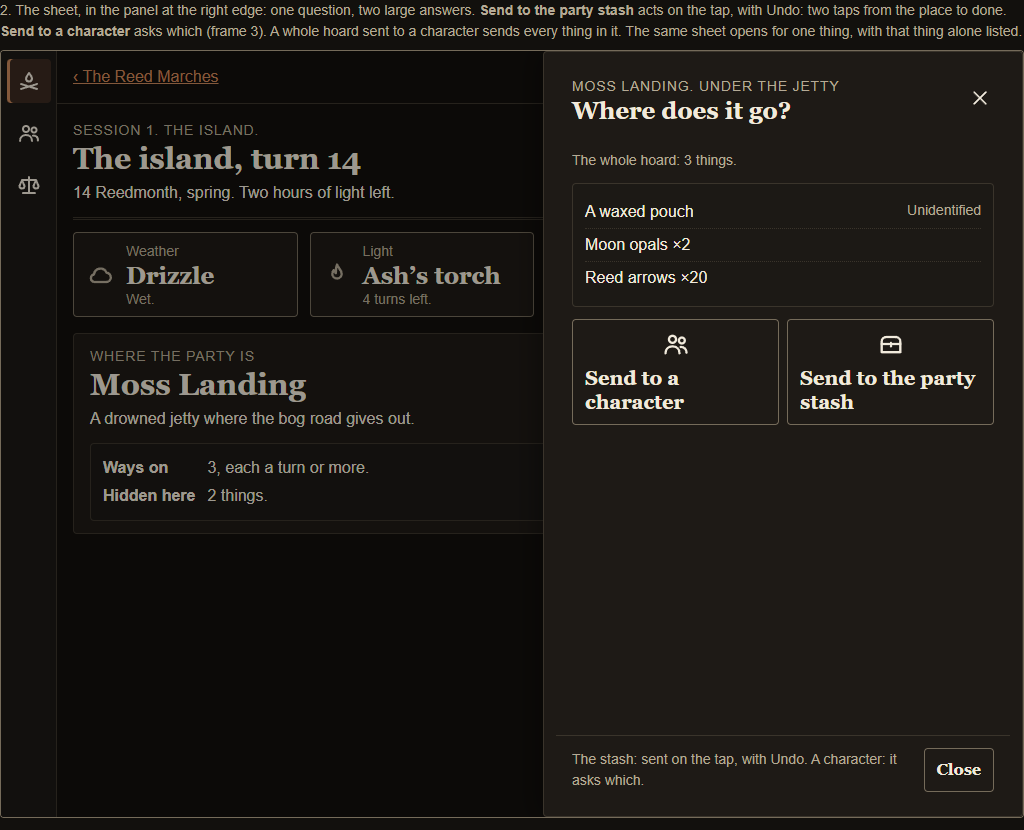 2. The sheet, in the panel at the right edge: one question, two large answers. Send to the party stash acts on the tap, with Undo: two taps from the place to done.
Send to a character asks which (frame 3). A whole hoard sent to a character sends every thing in it. The same sheet opens for one thing, with that thing alone listed.
‹ The Reed Marches
SESSION 1. THE ISLAND.
The island, turn 14
14 Reedmonth, spring. Two hours of light left.
Weather
Drizzle
Wet.
Light
Ash’s torch
4 turns left.
WHERE THE PARTY IS
Moss Landing
A drowned jetty where the bog road gives out.
Ways on 3, each a turn or more.
Hidden here 2 things.
MOSS LANDING. UNDER THE JETTY
Where does it go?
The whole hoard: 3 things.
A waxed pouch Unidentified
Moon opals ×2
Reed arrows ×20
Send to a
character
Send to the party
stash
The stash: sent on the tap, with Undo. A character: it
asks which.
Close